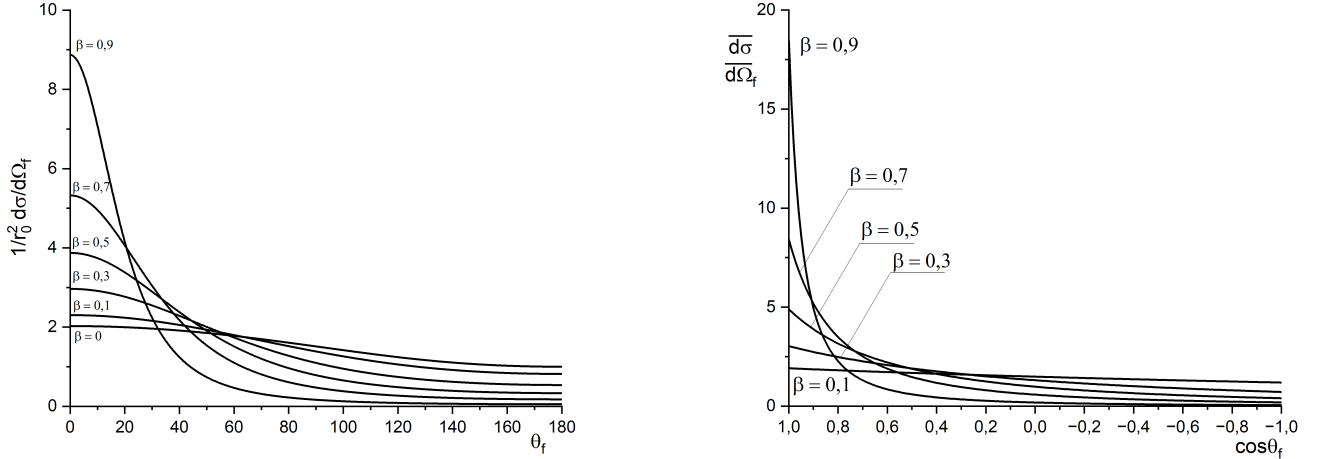 10
8
6
4
2
0
1/r₀² dσ/dΩf
β = 0,9
β = 0,7
β = 0,5
β = 0,3
β = 0,1
β = 0
0 20 40 60 80 100 120 140 160 180
θf
20
15
10
5
0
dσ
dΩf
β = 0,9
β = 0,7
β = 0,5
β = 0,3
β = 0,1
1,0 0,8 0,6 0,4 0,2 0,0 −0,2 −0,4 −0,6 −0,8 −1,0
cosθf